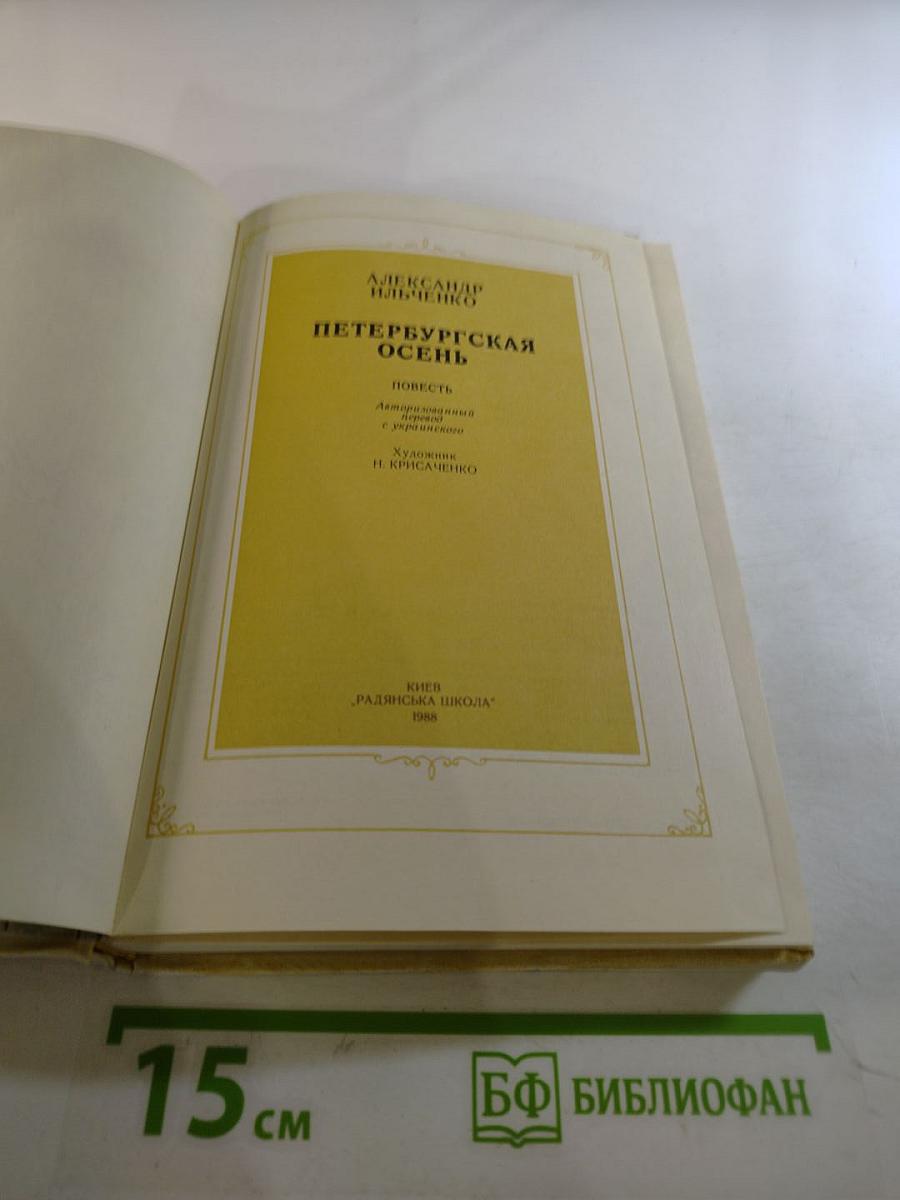 АЛЕКСАНДР
ИЛЬЧЕНКО
ПЕТЕРБУРГСКАЯ
ОСЕНЬ
ПОВЕСТЬ
Авторизованный
перевод
с украинского
Художник
Н. КРИСАЧЕНКО
КИЕВ
„РАДЯНСЬКА ШКОЛА"
1988
15 см
БФ БИБЛИОФАН